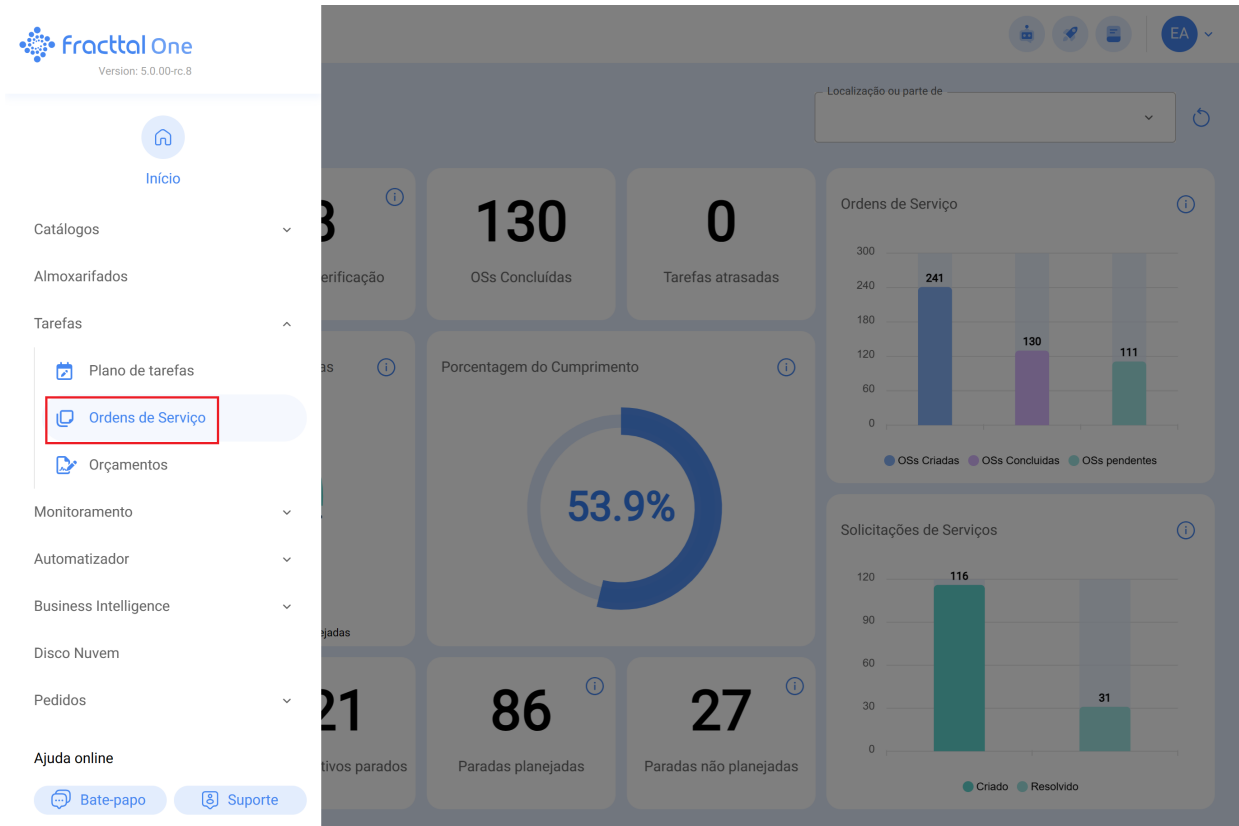 fracttal One
Version: 5.0.00-rc.8
EA
Localização ou parte de
Início
Catálogos
Almoxarifados
Tarefas
Plano de tarefas
Ordens de Serviço
Orçamentos
Monitoramento
Automatizador
Business Intelligence
Disco Nuvem
Pedidos
Ajuda online
Bate-papo
Suporte
130
OSs Concluídas
0
Tarefas atrasadas
Porcentagem do Cumprimento
53.9%
21
parados
86
Paradas planejadas
27
Paradas não planejadas
Ordens de Serviço
300
240
180
120
60
0
241
130
111
OSs Criadas
OSs Concluidas
OSs pendentes
Solicitações de Serviços
120
90
60
30
0
116
31
Criado
Resolvido